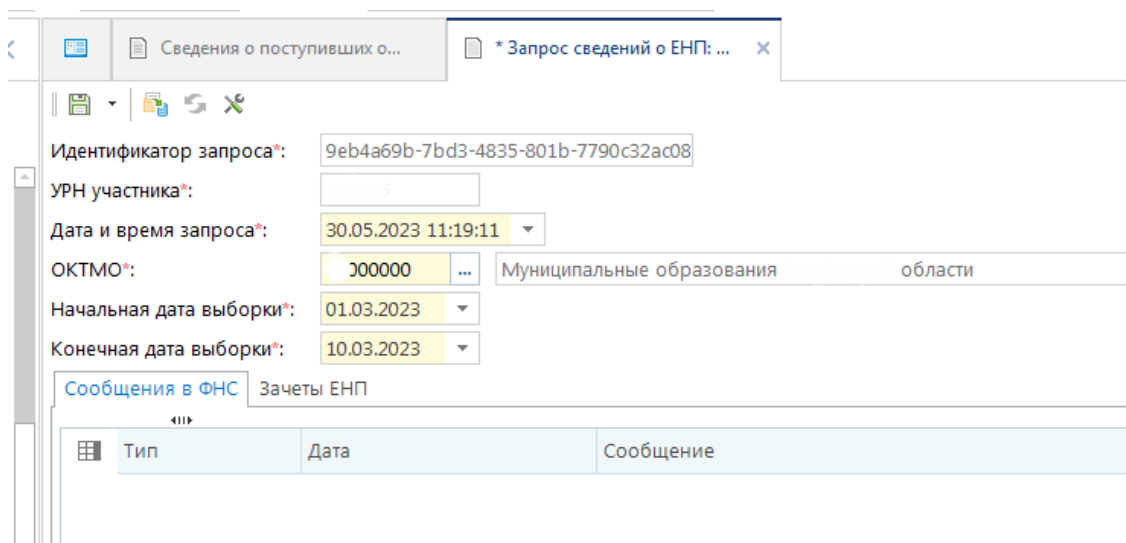 Сведения о поступивших о... * Запрос сведений о ЕНП: ...
Идентификатор запроса*: 9eb4a69b-7bd3-4835-801b-7790c32ac08
УРН участника*:
Дата и время запроса*: 30.05.2023 11:19:11
ОКТМО*: 000000 ... Муниципальные образования области
Начальная дата выборки*: 01.03.2023
Конечная дата выборки*: 10.03.2023
Сообщения в ФНС Зачеты ЕНП
Тип Дата Сообщение